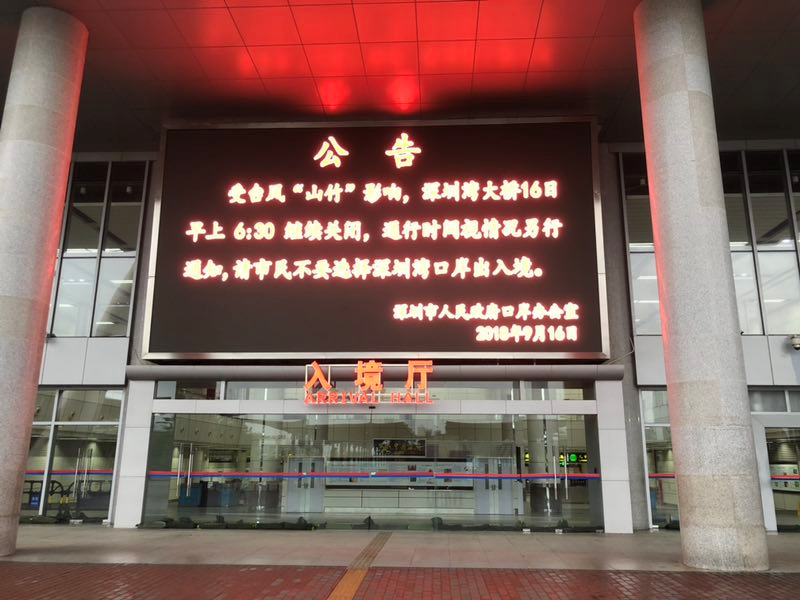 公 告
受台风“山竹”影响，深圳湾大桥16日
早上 6:30 继续关闭，通行时间视情况另行
通知，请市民不要选择深圳湾口岸出入境。
深圳市人民政府口岸办公室
2018年9月16日
入境厅
ARRIVAL HALL